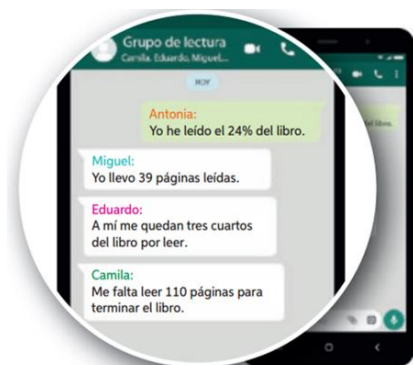 Grupo de lectura
Camila, Eduardo, Miguel...
HOY
Antonia:
Yo he leído el 24% del libro.
Miguel:
Yo llevo 39 páginas leídas.
Eduardo:
A mí me quedan tres cuartos
del libro por leer.
Camila:
Me falta leer 110 páginas para
terminar el libro.
del libro.